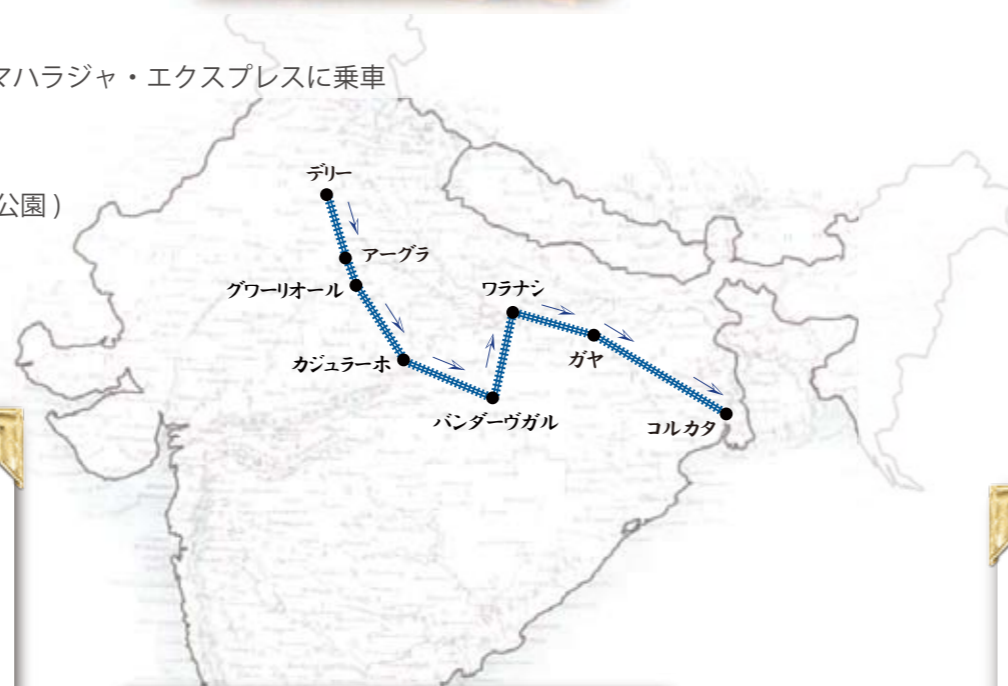 マハラジャ・エクスプレスに乗車
公園 )
デリー
アーグラ
グワーリオール
ワラナシ
カジュラーホ
ガヤ
バンダーヴガル
コルカタ